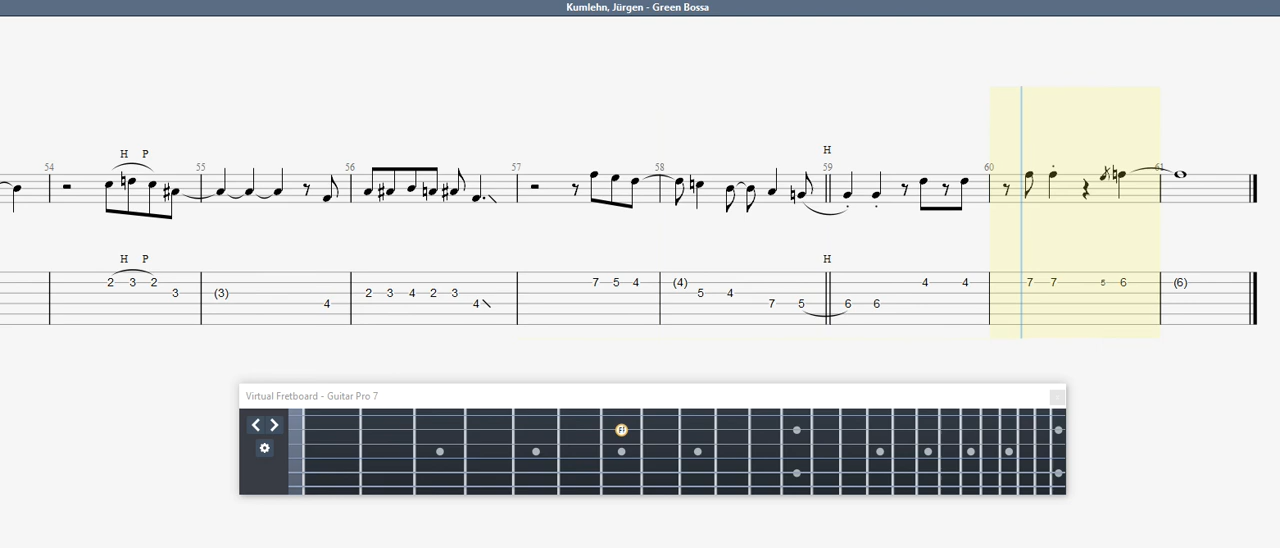 Kumlehn, Jürgen - Green Bossa
H P H
54 55 56 57 58 59 60 61
H P H
2 3 2 7 5 4 (4) 4 4 7 7 5 6 (6)
3 (3) 2 3 4 2 3 5 4
4 4 7 5 6 6
Virtual Fretboard - Guitar Pro 7
F♯